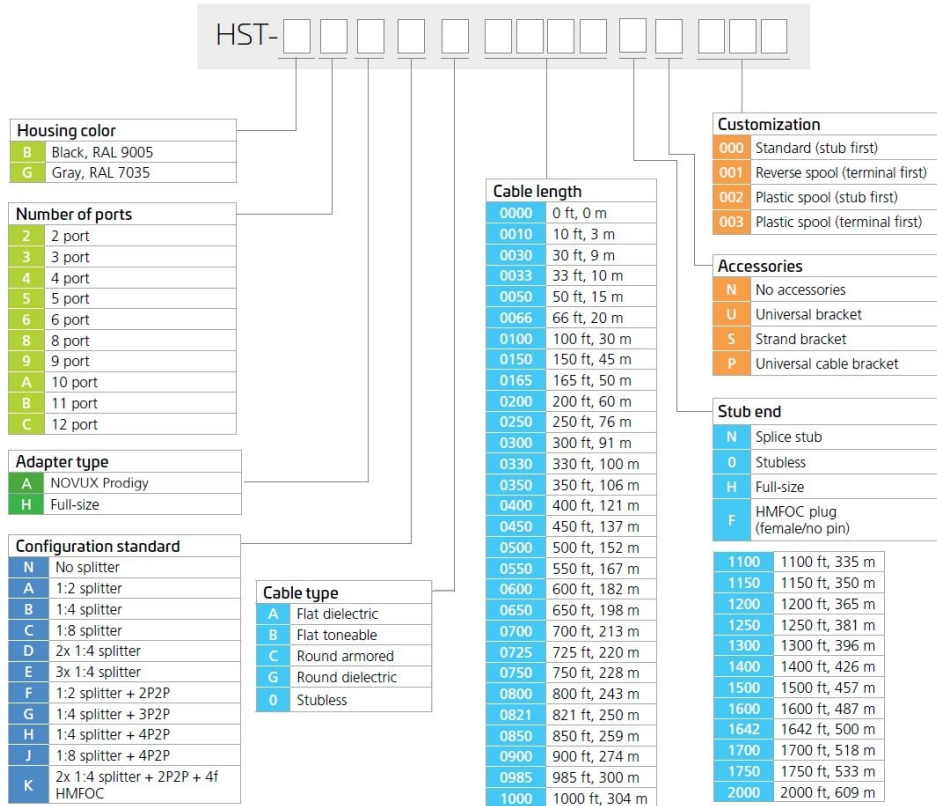 HST-
Housing color
B Black, RAL 9005
G Gray, RAL 7035
Number of ports
2 2 port
3 3 port
4 4 port
5 5 port
6 6 port
8 8 port
9 9 port
A 10 port
B 11 port
C 12 port
Adapter type
A NOVUX Prodigy
H Full-size
Configuration standard
N No splitter
A 1:2 splitter
B 1:4 splitter
C 1:8 splitter
D 2x 1:4 splitter
E 3x 1:4 splitter
F 1:2 splitter + 2P2P
G 1:4 splitter + 3P2P
H 1:4 splitter + 4P2P
J 1:8 splitter + 4P2P
K 2x 1:4 splitter + 2P2P + 4f
HMFOC
Cable type
A Flat dielectric
B Flat toneable
C Round armored
G Round dielectric
0 Stubless
Cable length
0000 0 ft, 0 m
0010 10 ft, 3 m
0030 30 ft, 9 m
0033 33 ft, 10 m
0050 50 ft, 15 m
0066 66 ft, 20 m
0100 100 ft, 30 m
0150 150 ft, 45 m
0165 165 ft, 50 m
0200 200 ft, 60 m
0250 250 ft, 76 m
0300 300 ft, 91 m
0330 330 ft, 100 m
0350 350 ft, 106 m
0400 400 ft, 121 m
0450 450 ft, 137 m
0500 500 ft, 152 m
0550 550 ft, 167 m
0600 600 ft, 182 m
0650 650 ft, 198 m
0700 700 ft, 213 m
0725 725 ft, 220 m
0750 750 ft, 228 m
0800 800 ft, 243 m
0821 821 ft, 250 m
0850 850 ft, 259 m
0900 900 ft, 274 m
0985 985 ft, 300 m
1000 1000 ft, 304 m
1100 1100 ft, 335 m
1150 1150 ft, 350 m
1200 1200 ft, 365 m
1250 1250 ft, 381 m
1300 1300 ft, 396 m
1400 1400 ft, 426 m
1500 1500 ft, 457 m
1600 1600 ft, 487 m
1642 1642 ft, 500 m
1700 1700 ft, 518 m
1750 1750 ft, 533 m
2000 2000 ft, 609 m
Stub end
N Splice stub
0 Stubless
H Full-size
F HMFOC plug
(female/no pin)
Accessories
N No accessories
U Universal bracket
S Strand bracket
P Universal cable bracket
Customization
000 Standard (stub first)
001 Reverse spool (terminal first)
002 Plastic spool (stub first)
003 Plastic spool (terminal first)